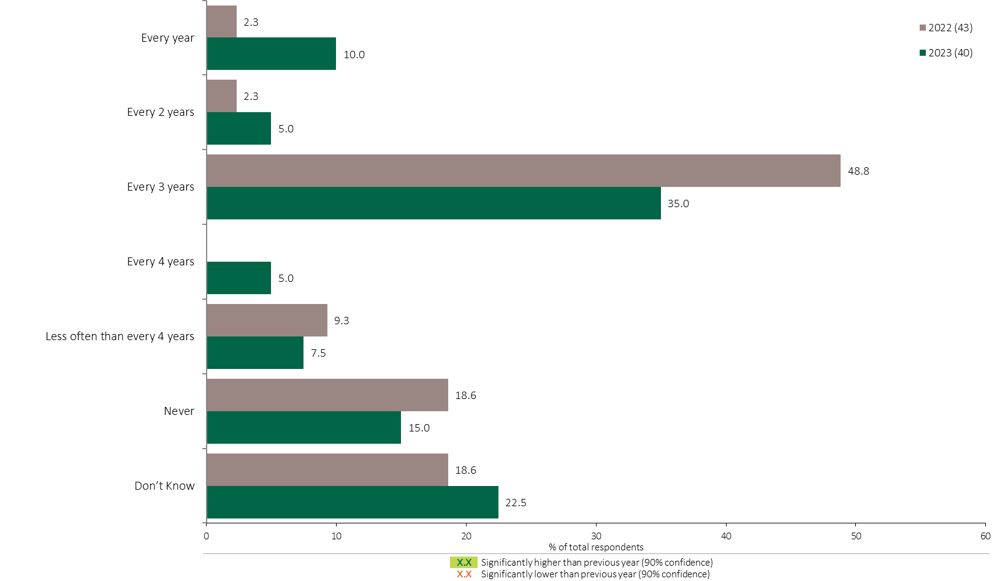 2022 (43)
2023 (40)
Every year
2.3
10.0
Every 2 years
2.3
5.0
Every 3 years
48.8
35.0
Every 4 years
5.0
Less often than every 4 years
9.3
7.5
Never
18.6
15.0
Don’t Know
18.6
22.5
0 10 20 30 40 50 60
% of total respondents
X.X Significantly higher than previous year (90% confidence)
X.X Significantly lower than previous year (90% confidence)